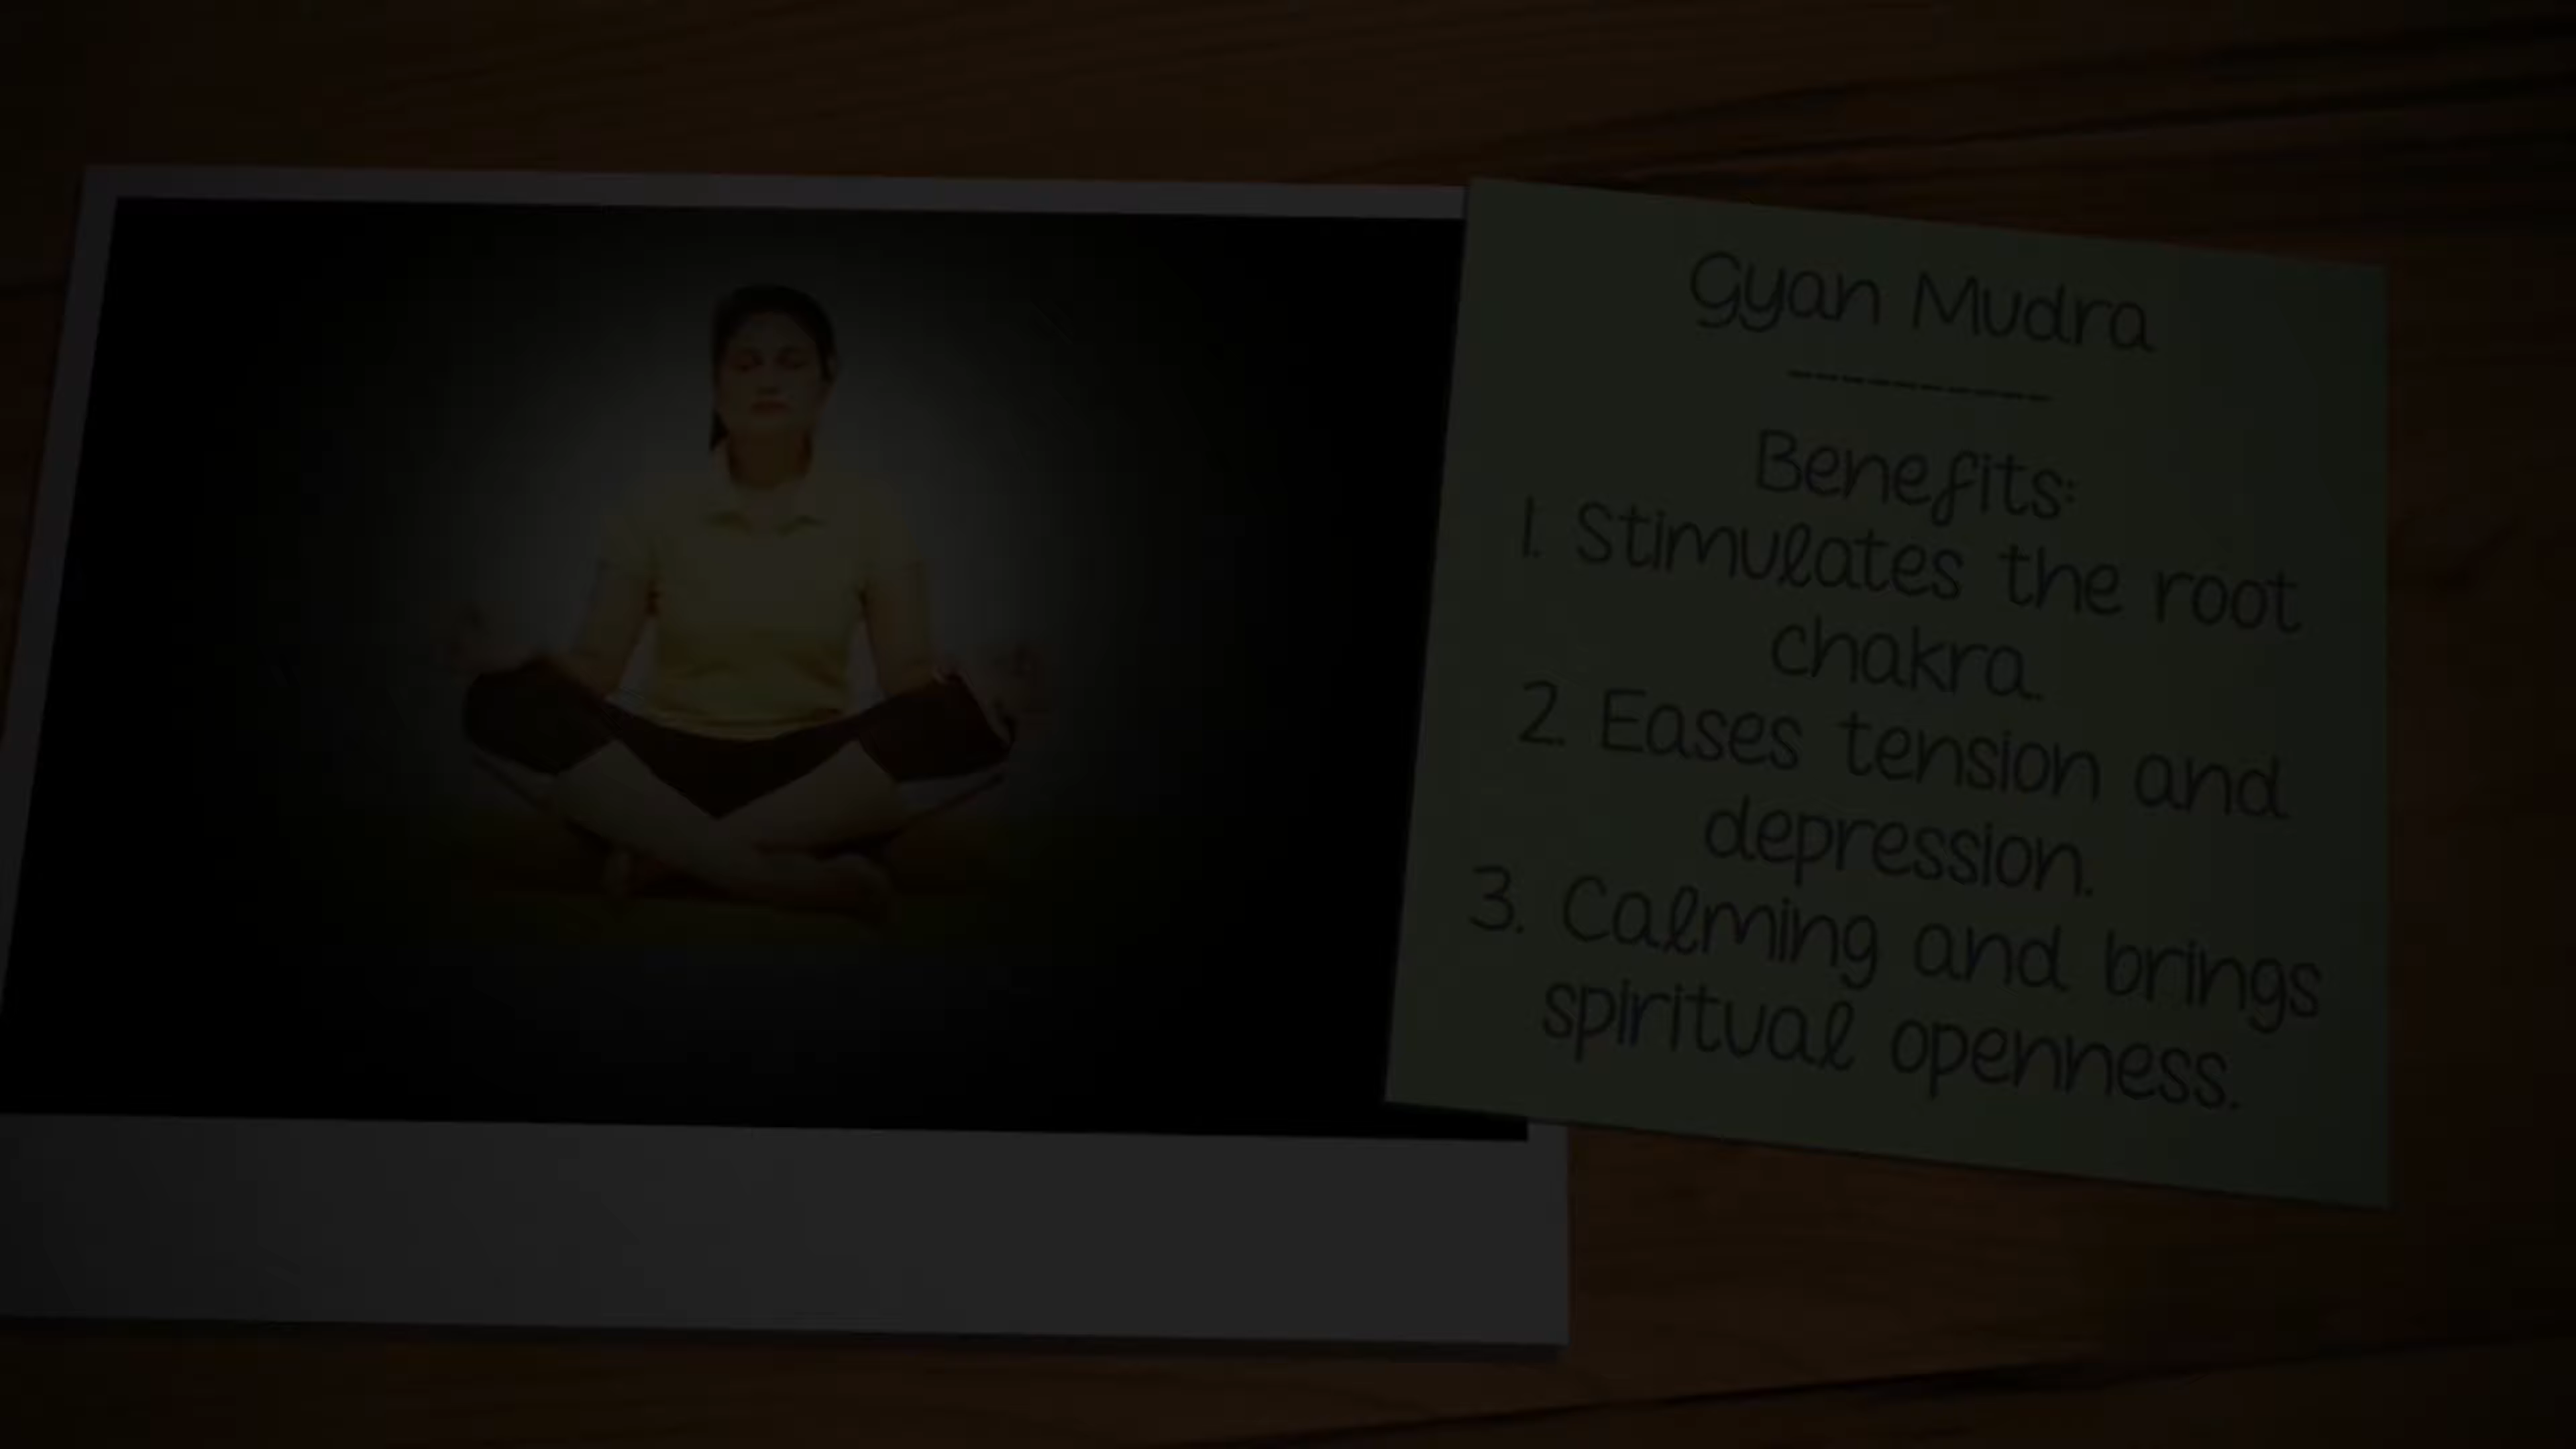 Gyan Mudra
----------
Benefits:
1. Stimulates the root
chakra.
2. Eases tension and
depression.
3. Calming and brings
spiritual openness.